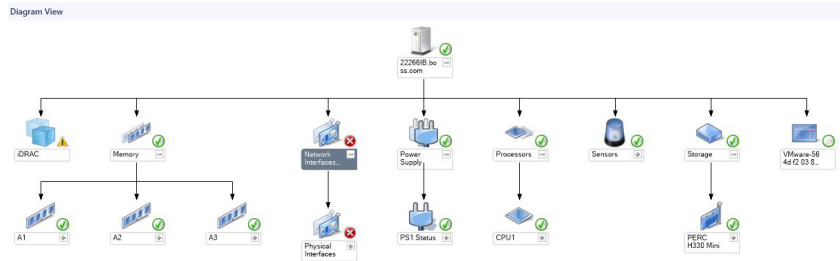 Diagram View
22266IB.bo
ss.com
iDRAC
Memory
Network
Interfaces...
Power
Supply
Processors
Sensors
Storage
VMware-56
4d f2 03 8...
A1
A2
A3
Physical
Interfaces
PS1 Status
CPU1
PERC
H330 Mini